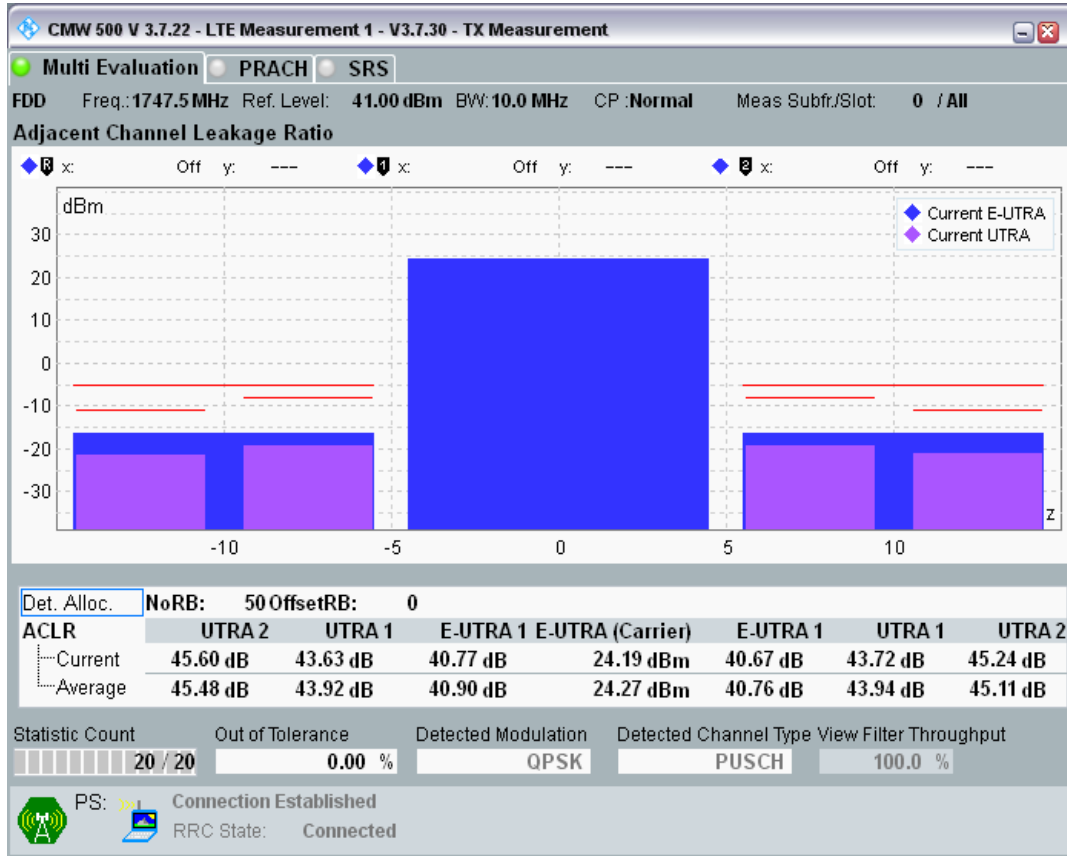 CMW 500 V 3.7.22 - LTE Measurement 1 - V3.7.30 - TX Measurement
Multi Evaluation PRACH SRS
FDD Freq.: 1747.5 MHz Ref. Level: 41.00 dBm BW: 10.0 MHz CP :Normal Meas Subfr./Slot: 0 / All
Adjacent Channel Leakage Ratio
R x: Off y: --- 1 x: Off y: --- 2 x: Off y: ---
dBm
Current E-UTRA
Current UTRA
30
20
10
0
-10
-20
-30
z
-10 -5 0 5 10
Det. Alloc. NoRB: 50 OffsetRB: 0
ACLR UTRA 2 UTRA 1 E-UTRA 1 E-UTRA (Carrier) E-UTRA 1 UTRA 1 UTRA 2
Current 45.60 dB 43.63 dB 40.77 dB 24.19 dBm 40.67 dB 43.72 dB 45.24 dB
Average 45.48 dB 43.92 dB 40.90 dB 24.27 dBm 40.76 dB 43.94 dB 45.11 dB
Statistic Count Out of Tolerance Detected Modulation Detected Channel Type View Filter Throughput
20 / 20 0.00 % QPSK PUSCH 100.0 %
PS: Connection Established
RRC State: Connected